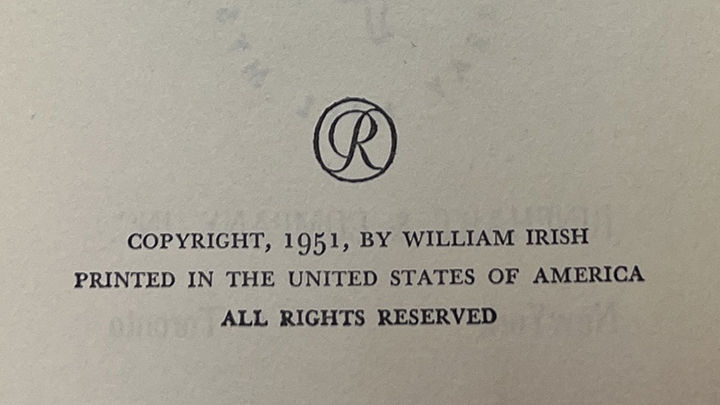 R
COPYRIGHT, 1951, BY WILLIAM IRISH
PRINTED IN THE UNITED STATES OF AMERICA
ALL RIGHTS RESERVED